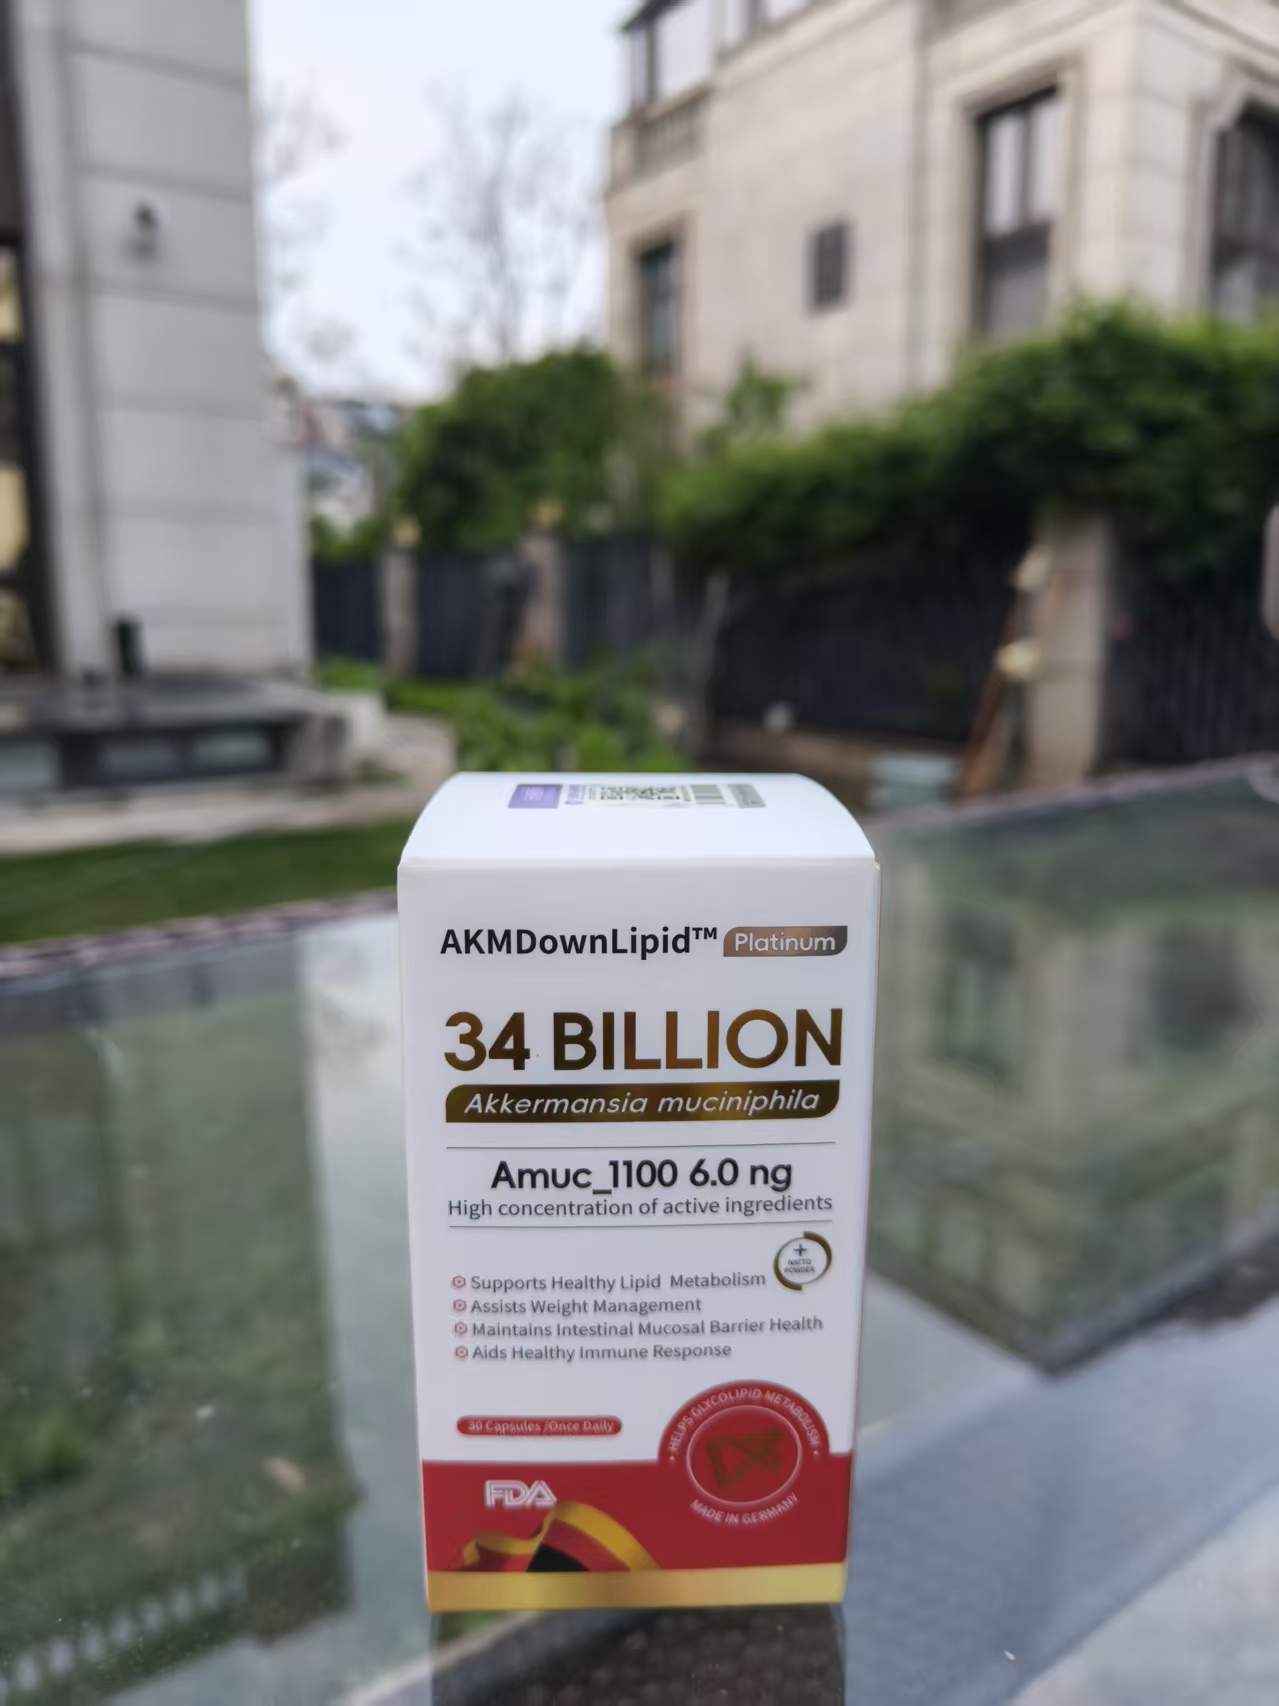 AKMDownLipid™ Platinum
34 BILLION
Akkermansia muciniphila
Amuc_1100 6.0 ng
High concentration of active ingredients
+
NATTO
POWDER
Supports Healthy Lipid Metabolism
Assists Weight Management
Maintains Intestinal Mucosal Barrier Health
Aids Healthy Immune Response
30 Capsules /Once Daily
HELPS GLYCOLIPID METABOLISM
MADE IN GERMANY
FDA